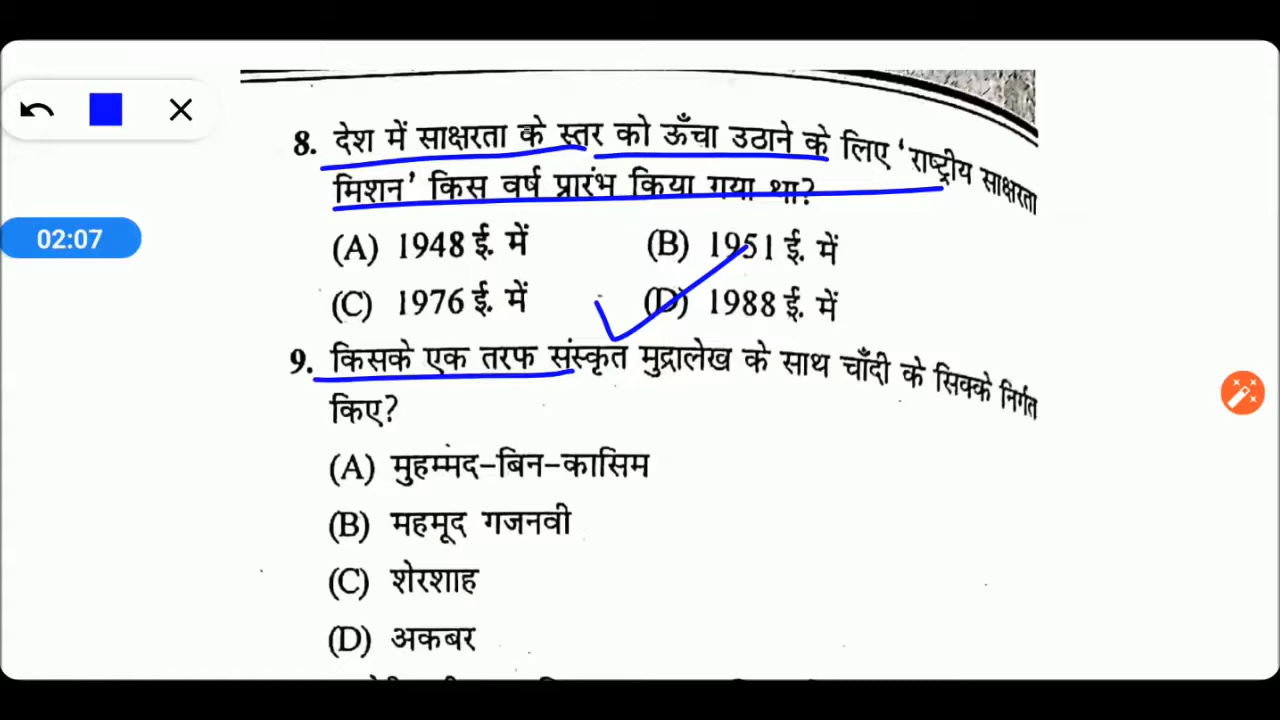 8. देश में साक्षरता के स्तर को ऊँचा उठाने के लिए ‘राष्ट्रीय साक्षरता
मिशन’ किस वर्ष प्रारंभ किया गया था?
02:07
(A) 1948 ई. में (B) 1951 ई. में
(C) 1976 ई. में (D) 1988 ई. में
9. किसके एक तरफ संस्कृत मुद्रालेख के साथ चाँदी के सिक्के निर्गत
किए?
(A) मुहम्मद-बिन-कासिम
(B) महमूद गजनवी
(C) शेरशाह
(D) अकबर